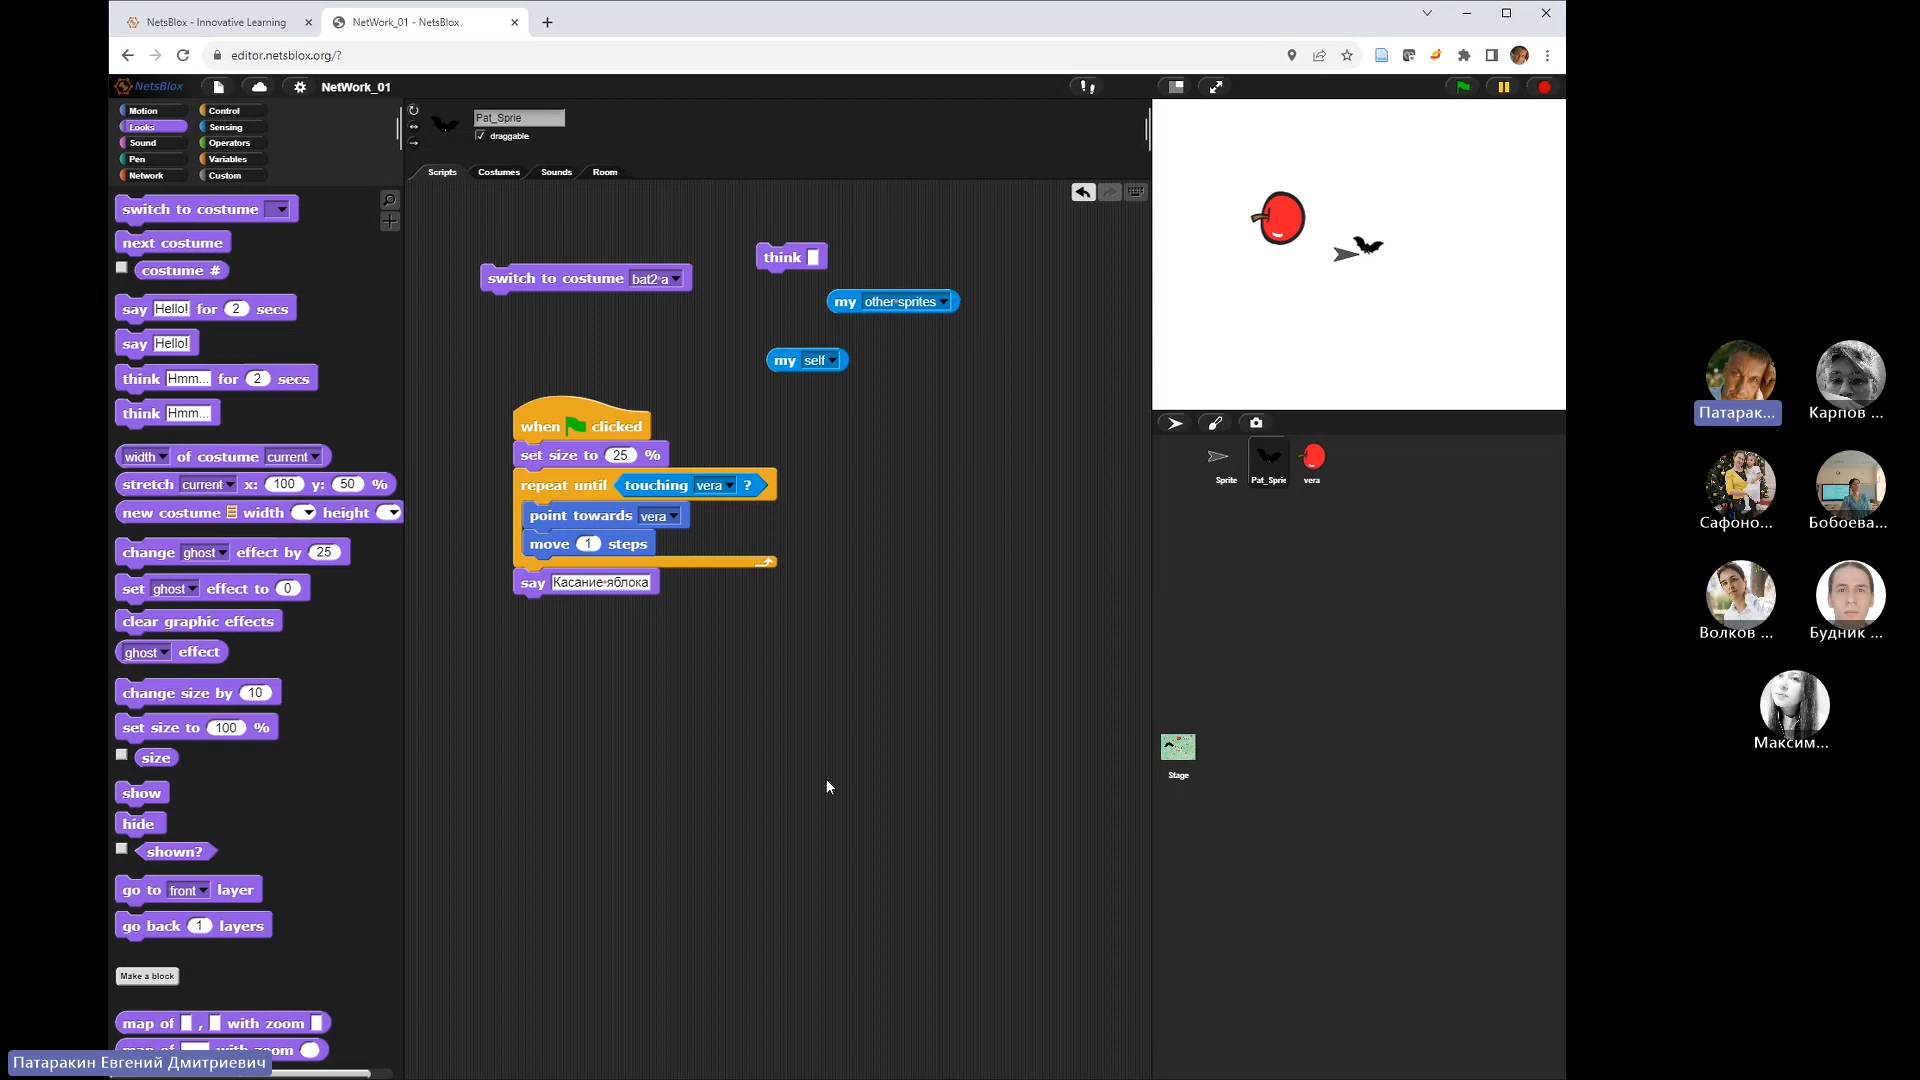 NetsBlox - Innovative Learning
NetWork_01 - NetsBlox
editor.netsblox.org/?
NetsBlox
NetWork_01
Motion
Control
Looks
Sensing
Sound
Operators
Pen
Variables
Network
Custom
Pat_Sprie
draggable
Scripts
Costumes
Sounds
Room
switch to costume
next costume
costume #
say Hello! for 2 secs
say Hello!
think Hmm... for 2 secs
think Hmm...
width of costume current
stretch current x: 100 y: 50 %
new costume width height
change ghost effect by 25
set ghost effect to 0
clear graphic effects
ghost effect
change size by 10
set size to 100 %
size
show
hide
shown?
go to front layer
go back 1 layers
Make a block
map of , with zoom
map of with zoom
switch to costume bat2·a
think
my other·sprites
my self
when clicked
set size to 25 %
repeat until touching vera ?
point towards vera
move 1 steps
say Касание·яблока
Sprite
Pat_Sprie
vera
Stage
Патарак...
Карпов ...
Сафоно...
Бобоева...
Волков ...
Будник ...
Максим...
Патаракин Евгений Дмитриевич